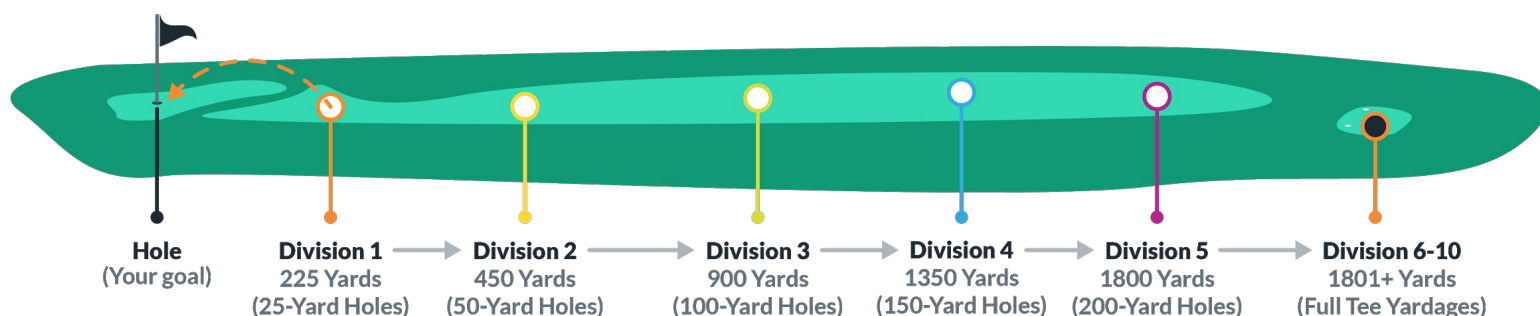 Hole
(Your goal)
Division 1
225 Yards
(25-Yard Holes)
Division 2
450 Yards
(50-Yard Holes)
Division 3
900 Yards
(100-Yard Holes)
Division 4
1350 Yards
(150-Yard Holes)
Division 5
1800 Yards
(200-Yard Holes)
Division 6-10
1801+ Yards
(Full Tee Yardages)